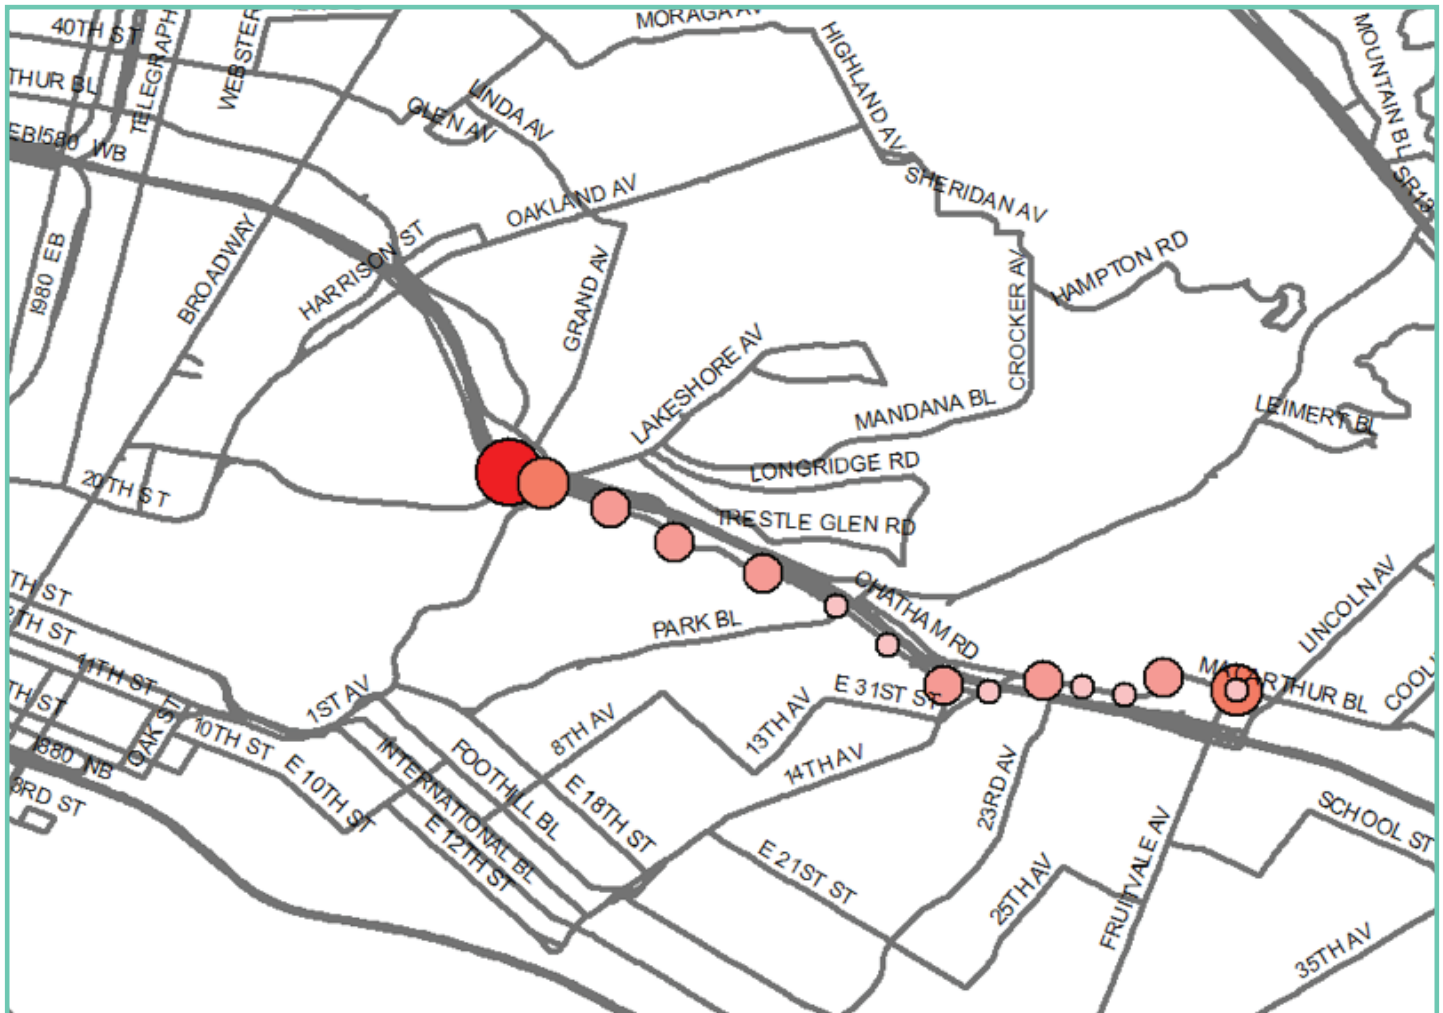 40TH ST
TELEGRAPH
WEBSTER
MORAGA AV
HIGHLAND AV
MOUNTAIN BL
SR13
THUR BL
LINDA AV
GLEN AV
EB I580 WB
OAKLAND AV
SHERIDAN AV
HARRISON ST
BROADWAY
I980 EB
GRAND AV
HAMPTON RD
CROCKER AV
LAKESHORE AV
MANDANA BL
LEIMERT BL
LONGRIDGE RD
20TH ST
TRESTLE GLEN RD
CHATHAM RD
LINCOLN AV
TH ST
TH ST
PARK BL
11TH ST
TH ST
1ST AV
E 31ST ST
MACARTHUR BL
COOL
OAK ST
10TH ST
I880 NB
3RD ST
E 10TH ST
INTERNATIONAL BL
FOOTHILL BL
8TH AV
13TH AV
14TH AV
E 18TH ST
E 12TH ST
23RD AV
E 21ST ST
25TH AV
FRUITVALE AV
SCHOOL ST
35TH AV